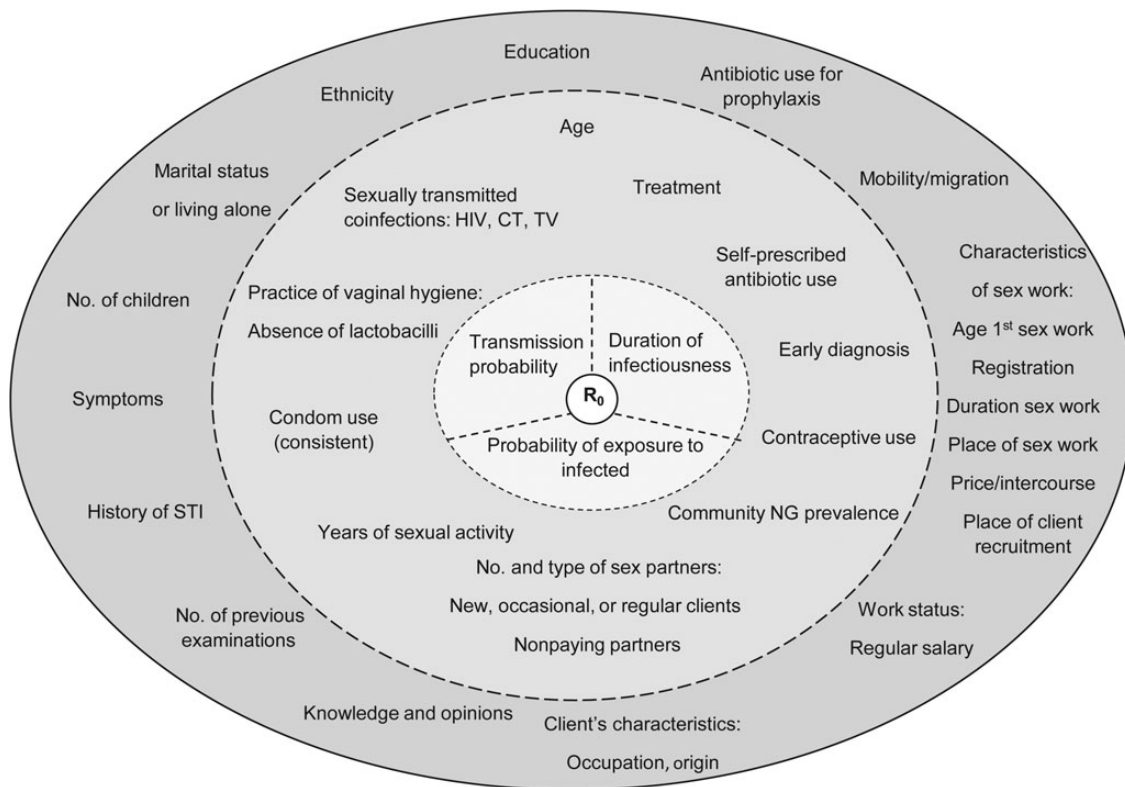 Education
Antibiotic use for
prophylaxis
Ethnicity
Age
Marital status
or living alone
Sexually transmitted
coinfections: HIV, CT, TV
Treatment
Mobility/migration
Self-prescribed
antibiotic use
Characteristics
of sex work:
Age 1st sex work
Registration
Duration sex work
Place of sex work
Price/intercourse
Place of client
recruitment
No. of children
Practice of vaginal hygiene:
Absence of lactobacilli
Transmission
probability
Duration of
infectiousness
Early diagnosis
R0
Symptoms
Condom use
(consistent)
Probability of exposure to
infected
Contraceptive use
History of STI
Years of sexual activity
Community NG prevalence
No. and type of sex partners:
New, occasional, or regular clients
Nonpaying partners
No. of previous
examinations
Work status:
Regular salary
Knowledge and opinions
Client's characteristics:
Occupation, origin